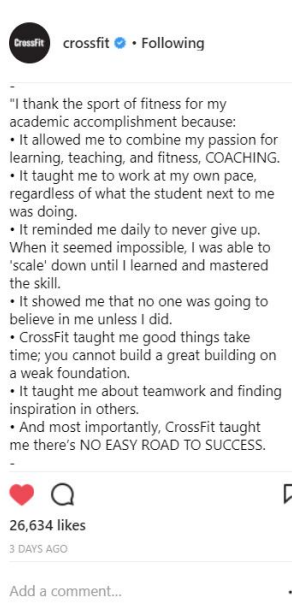 CrossFit
crossfit • Following
-
"I thank the sport of fitness for my
academic accomplishment because:
• It allowed me to combine my passion for
learning, teaching, and fitness, COACHING.
• It taught me to work at my own pace,
regardless of what the student next to me
was doing.
• It reminded me daily to never give up.
When it seemed impossible, I was able to
'scale' down until I learned and mastered
the skill.
• It showed me that no one was going to
believe in me unless I did.
• CrossFit taught me good things take
time; you cannot build a great building on
a weak foundation.
• It taught me about teamwork and finding
inspiration in others.
• And most importantly, CrossFit taught
me there's NO EASY ROAD TO SUCCESS.
-
26,634 likes
3 DAYS AGO
Add a comment...